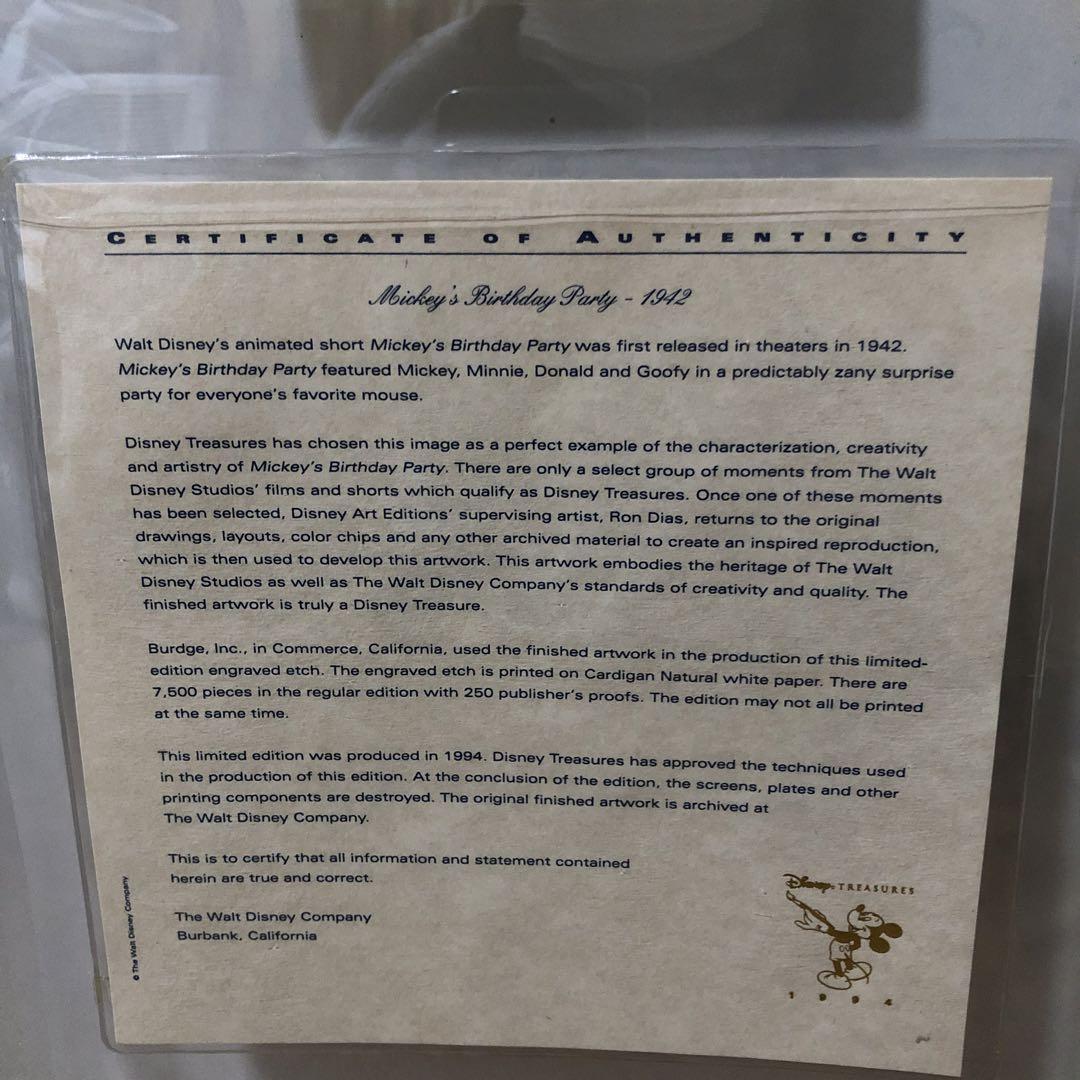 CERTIFICATE OF AUTHENTICITY
Mickey's Birthday Party - 1942
Walt Disney's animated short Mickey's Birthday Party was first released in theaters in 1942.
Mickey's Birthday Party featured Mickey, Minnie, Donald and Goofy in a predictably zany surprise
party for everyone's favorite mouse.
Disney Treasures has chosen this image as a perfect example of the characterization, creativity
and artistry of Mickey's Birthday Party. There are only a select group of moments from The Walt
Disney Studios' films and shorts which qualify as Disney Treasures. Once one of these moments
has been selected, Disney Art Editions' supervising artist, Ron Dias, returns to the original
drawings, layouts, color chips and any other archived material to create an inspired reproduction,
which is then used to develop this artwork. This artwork embodies the heritage of The Walt
Disney Studios as well as The Walt Disney Company's standards of creativity and quality. The
finished artwork is truly a Disney Treasure.
Burdge, Inc., in Commerce, California, used the finished artwork in the production of this limited-
edition engraved etch. The engraved etch is printed on Cardigan Natural white paper. There are
7,500 pieces in the regular edition with 250 publisher's proofs. The edition may not all be printed
at the same time.
This limited edition was produced in 1994. Disney Treasures has approved the techniques used
in the production of this edition. At the conclusion of the edition, the screens, plates and other
printing components are destroyed. The original finished artwork is archived at
The Walt Disney Company.
This is to certify that all information and statement contained
herein are true and correct.
The Walt Disney Company
Burbank, California
© The Walt Disney Company
Disney TREASURES
1994